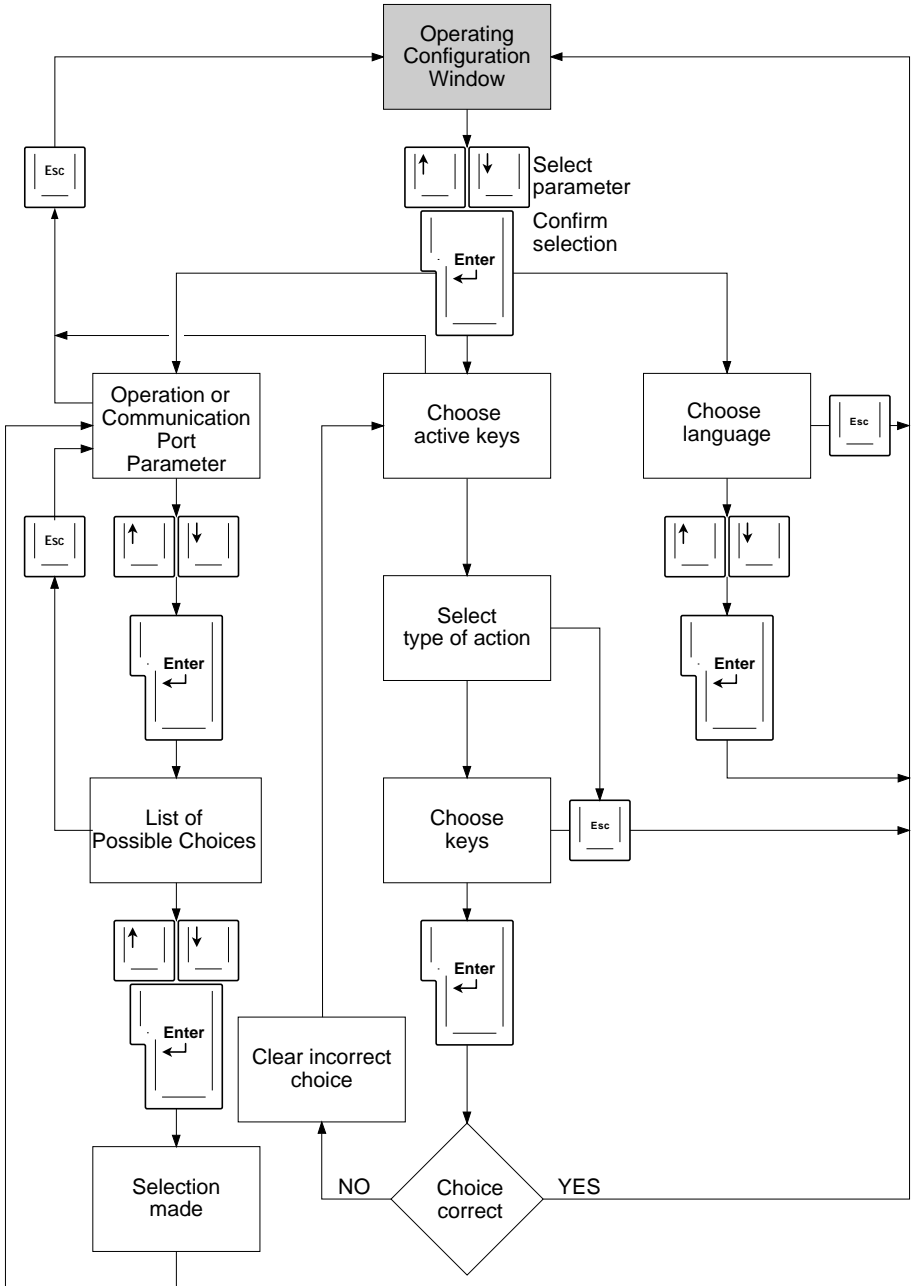 Operating
Configuration
Window
Esc
Select
parameter
Confirm
selection
Enter
Operation or
Communication
Port
Parameter
Choose
active keys
Choose
language
Esc
Esc
Select
type of action
Enter
Enter
List of
Possible Choices
Choose
keys
Esc
Enter
Enter
Clear incorrect
choice
Selection
made
NO
Choice
correct
YES